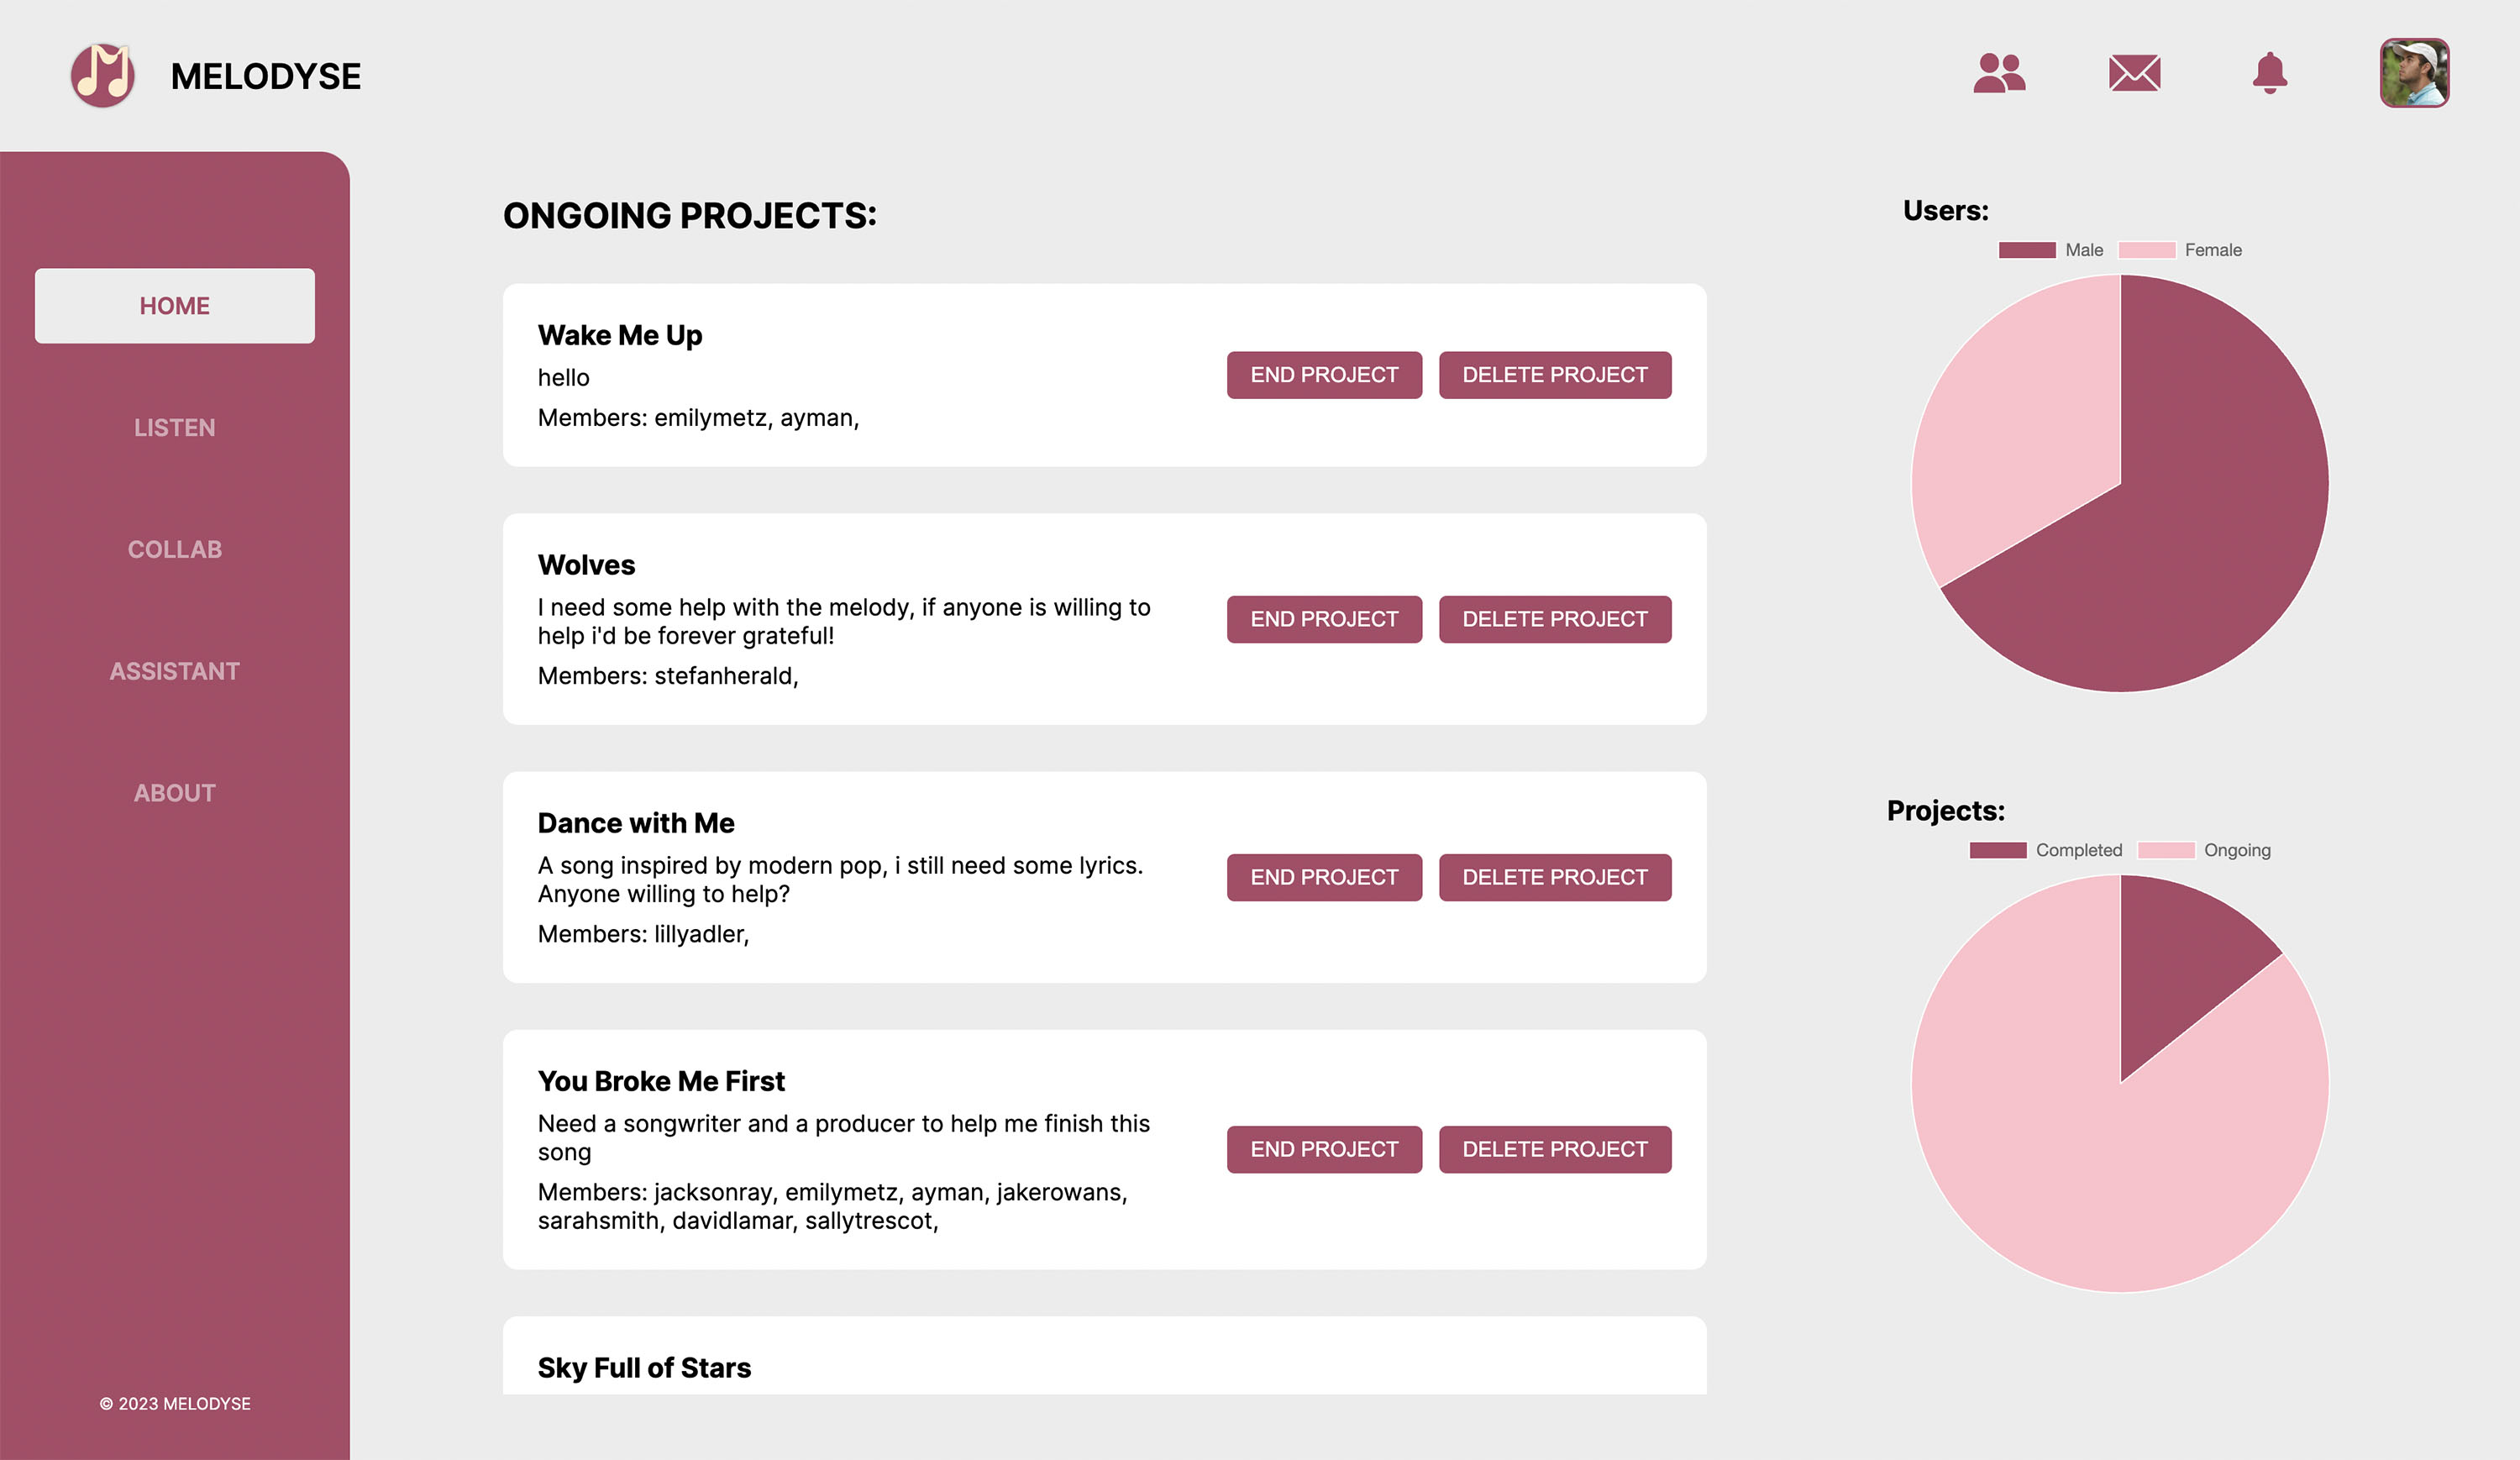 MELODYSE
HOME
LISTEN
COLLAB
ASSISTANT
ABOUT
© 2023 MELODYSE
ONGOING PROJECTS:
Wake Me Up
hello
Members: emilymetz, ayman,
END PROJECT
DELETE PROJECT
Wolves
I need some help with the melody, if anyone is willing to
help i'd be forever grateful!
Members: stefanherald,
END PROJECT
DELETE PROJECT
Dance with Me
A song inspired by modern pop, i still need some lyrics.
Anyone willing to help?
Members: lillyadler,
END PROJECT
DELETE PROJECT
You Broke Me First
Need a songwriter and a producer to help me finish this
song
Members: jacksonray, emilymetz, ayman, jakerowans,
sarahsmith, davidlamar, sallytrescot,
END PROJECT
DELETE PROJECT
Sky Full of Stars
Users:
Male
Female
Projects:
Completed
Ongoing